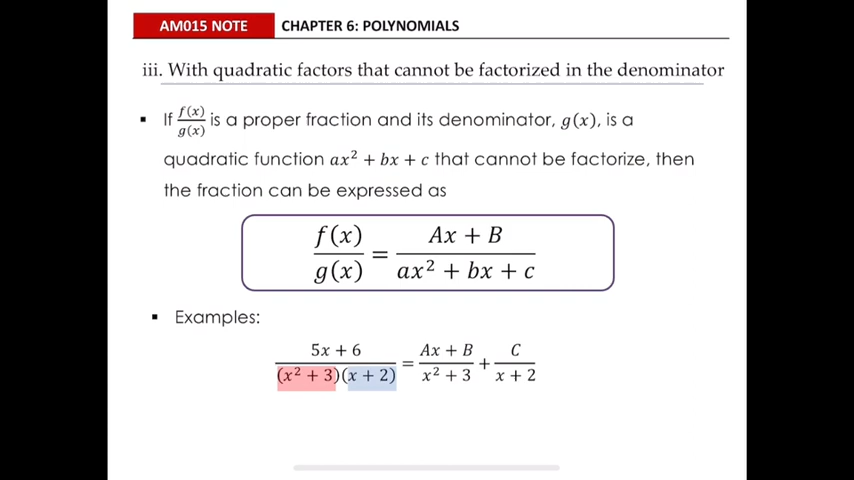 AM015 NOTE CHAPTER 6: POLYNOMIALS
iii. With quadratic factors that cannot be factorized in the denominator
▪ If f(x)/g(x) is a proper fraction and its denominator, g(x), is a
quadratic function ax² + bx + c that cannot be factorize, then
the fraction can be expressed as
f(x)/g(x) = (Ax + B)/(ax² + bx + c)
▪ Examples:
(5x + 6)/((x² + 3)(x + 2)) = (Ax + B)/(x² + 3) + C/(x + 2)